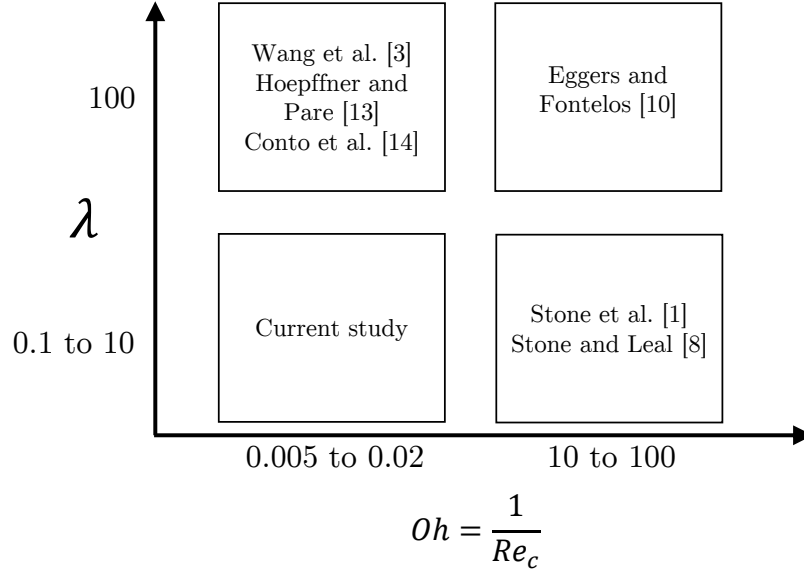 Wang et al. [3]
Hoepffner and
Pare [13]
Conto et al. [14]
Eggers and
Fontelos [10]
100
λ
Current study
Stone et al. [1]
Stone and Leal [8]
0.1 to 10
0.005 to 0.02
10 to 100
Oh = 1/Re_c